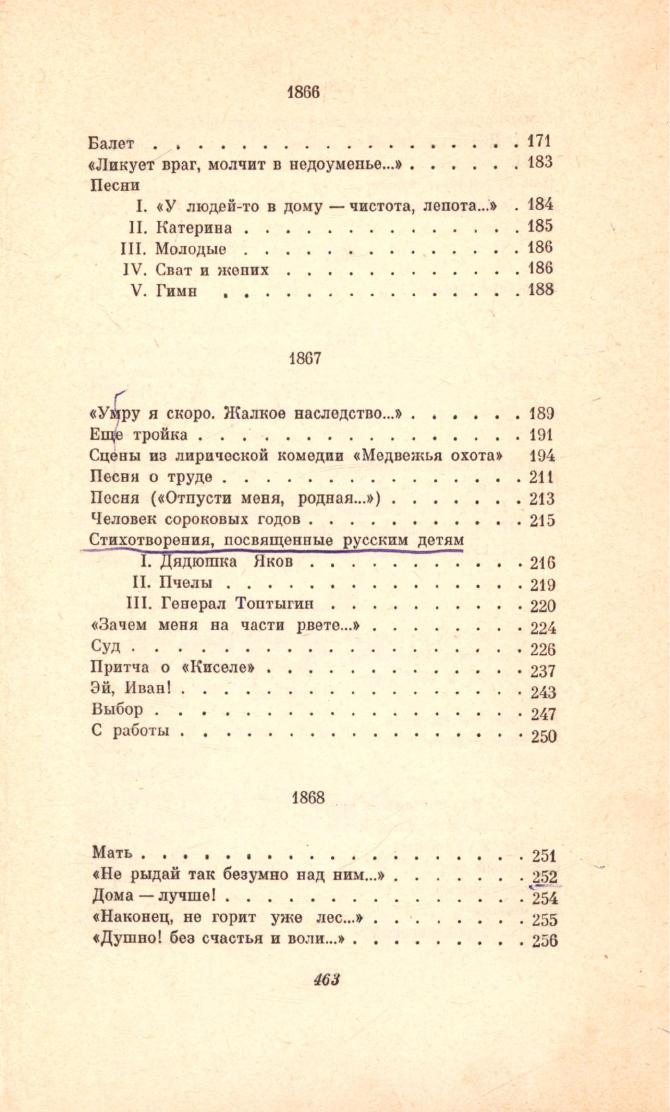 1866
Балет . . . . . . . . . . . . . . . . . . 171
«Ликует враг, молчит в недоуменье...» . . . . . . 183
Песни
I. «У людей-то в дому — чистота, лепота...» . 184
II. Катерина . . . . . . . . . . . . . . 185
III. Молодые . . . . . . . . . . . . . . 186
IV. Сват и жених . . . . . . . . . . . . 186
V. Гимн . . . . . . . . . . . . . . . 188
1867
«Умру я скоро. Жалкое наследство...» . . . . . . 189
Еще тройка . . . . . . . . . . . . . . . . 191
Сцены из лирической комедии «Медвежья охота» 194
Песня о труде . . . . . . . . . . . . . . . 211
Песня («Отпусти меня, родная...») . . . . . . . 213
Человек сороковых годов . . . . . . . . . . . 215
Стихотворения, посвященные русским детям
I. Дядюшка Яков . . . . . . . . . . . 216
II. Пчелы . . . . . . . . . . . . . . . 219
III. Генерал Топтыгин . . . . . . . . . . 220
«Зачем меня на части рвете...» . . . . . . . . 224
Суд . . . . . . . . . . . . . . . . . . . 226
Притча о «Киселе» . . . . . . . . . . . . . 237
Эй, Иван! . . . . . . . . . . . . . . . . . 243
Выбор . . . . . . . . . . . . . . . . . . 247
С работы . . . . . . . . . . . . . . . . . 250
1868
Мать . . . . . . . . . . . . . . . . . . . 251
«Не рыдай так безумно над ним...» . . . . . . . 252
Дома — лучше! . . . . . . . . . . . . . . . 254
«Наконец, не горит уже лес...» . . . . . . . . 255
«Душно! без счастья и воли...» . . . . . . . . . 256
463